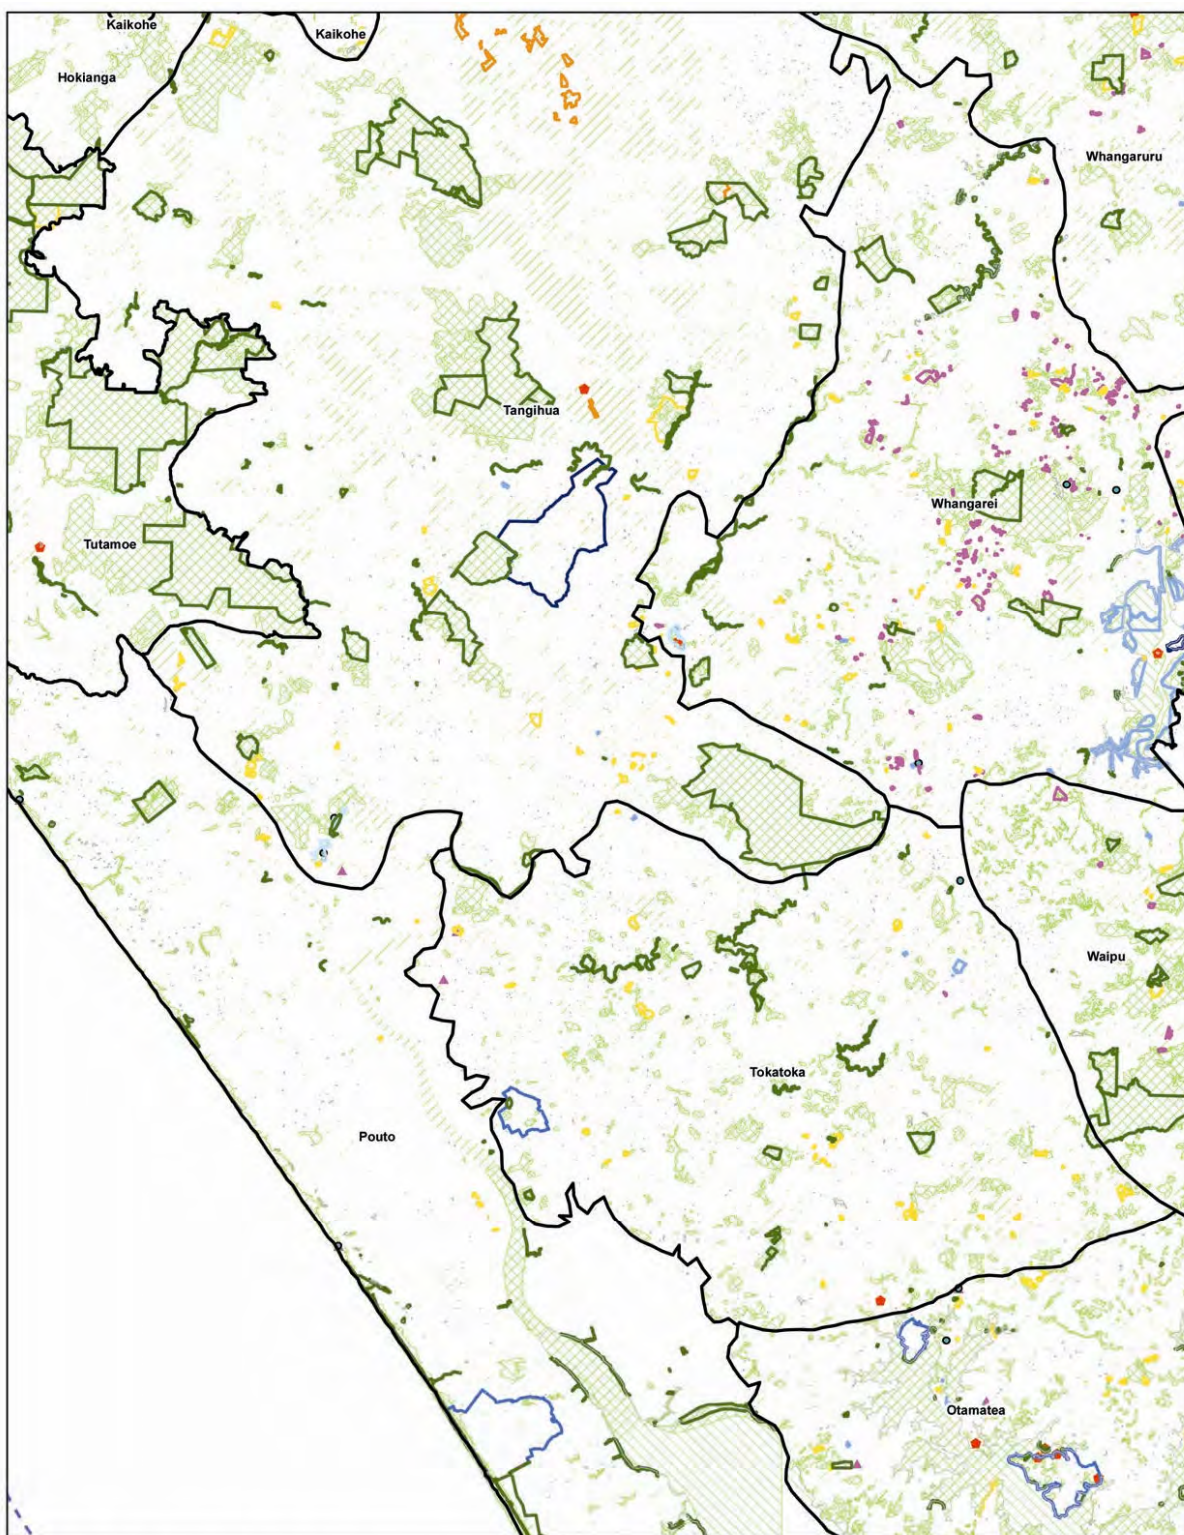 Kaikohe
Kaikohe
Hokianga
Whangaruru
Tangihua
Whangarei
Tutamoe
Waipu
Tokatoka
Pouto
Otamatea